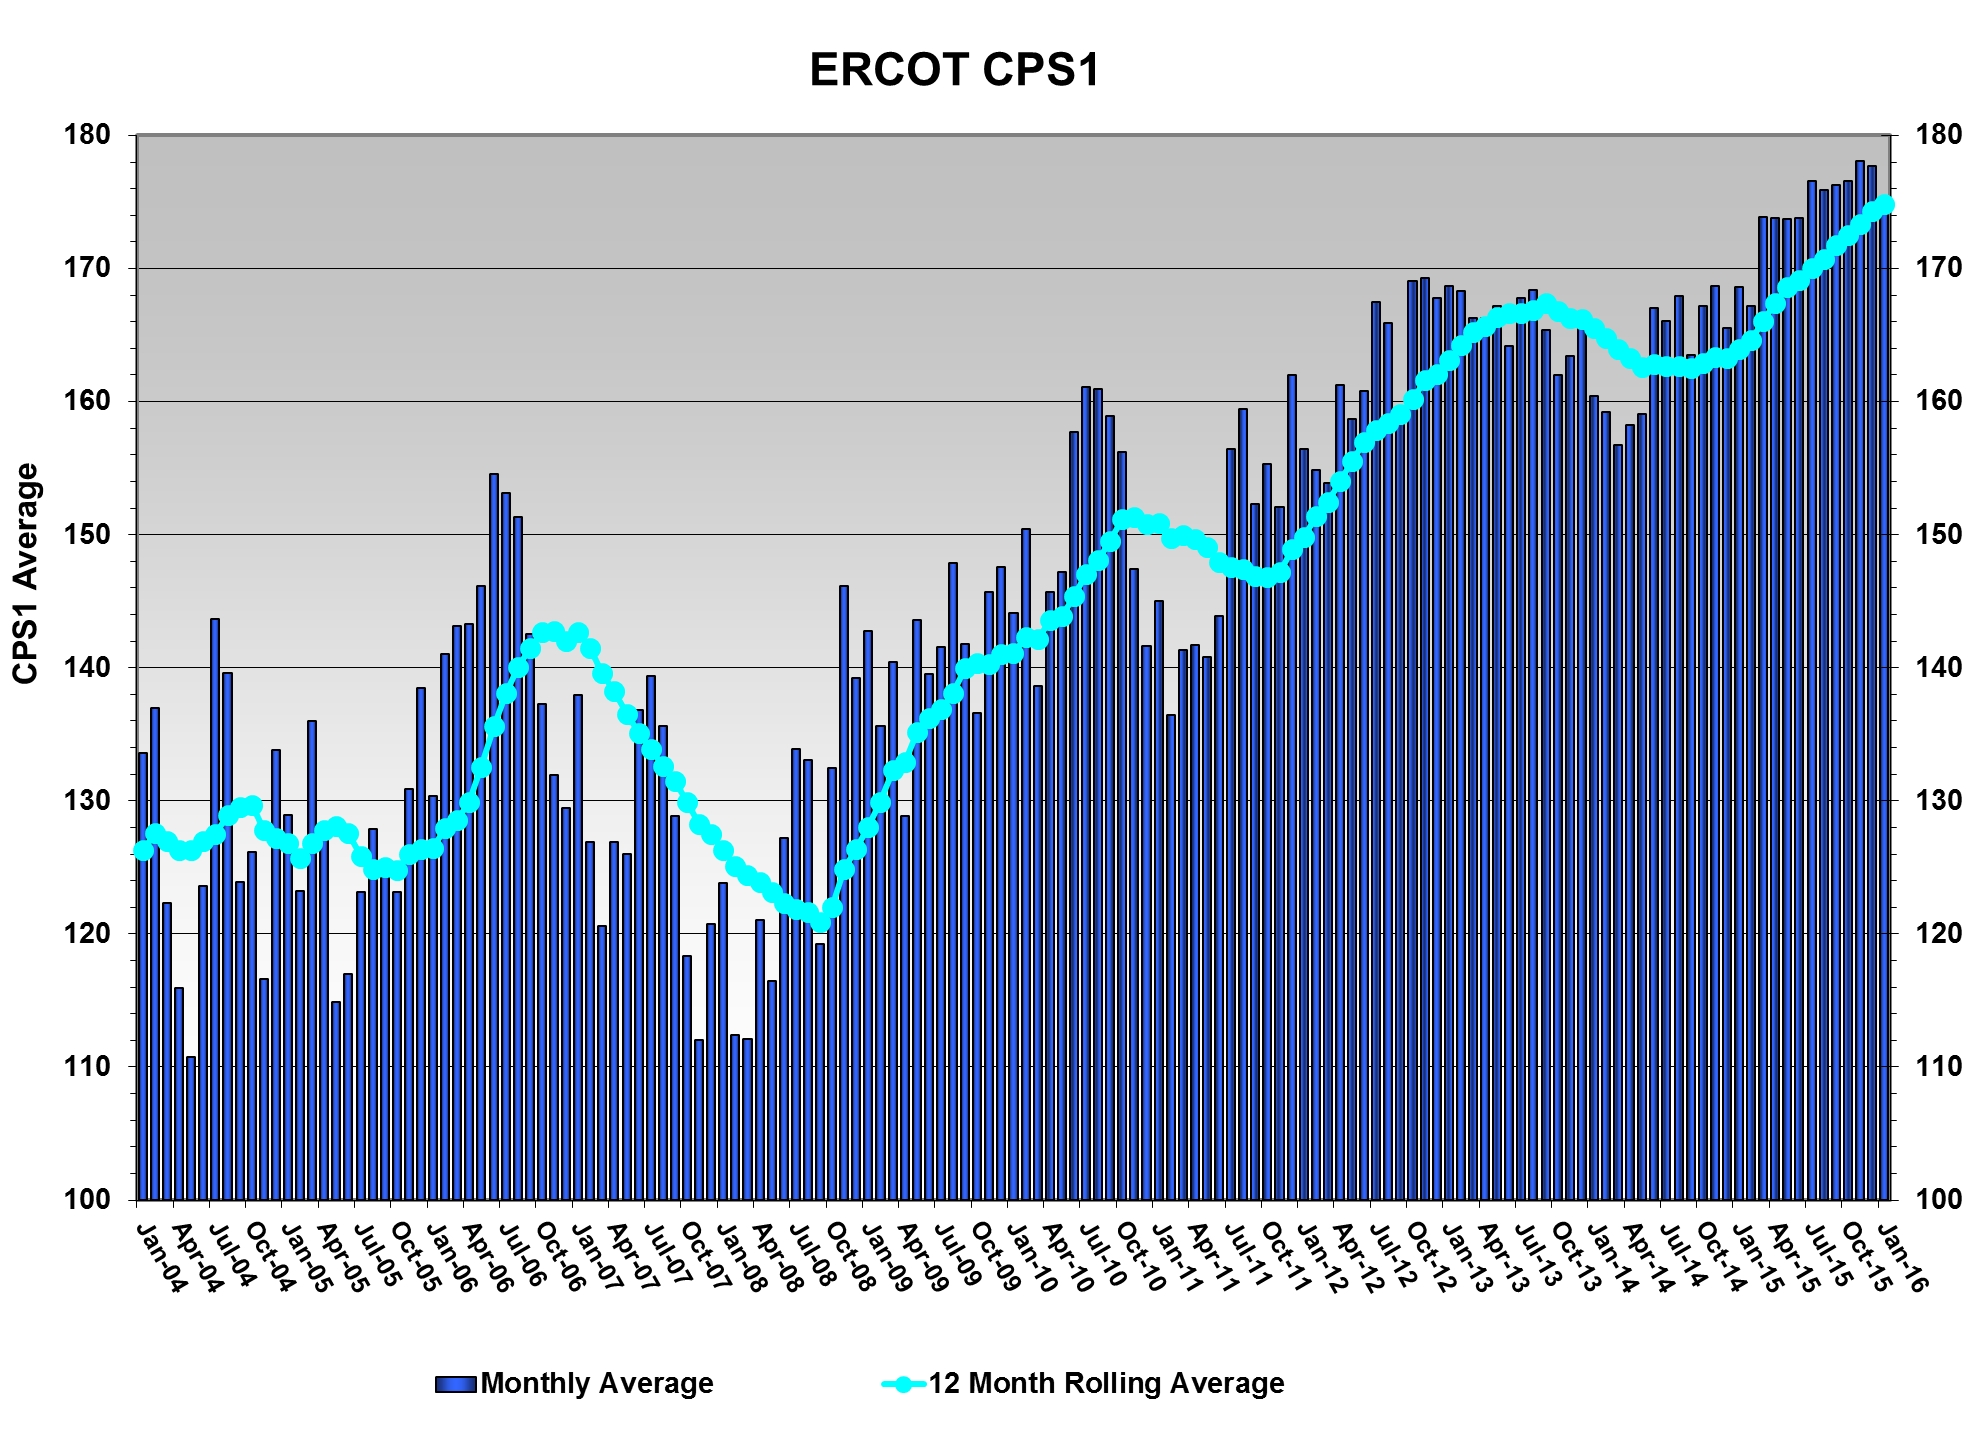 ERCOT CPS1
180
170
160
150
140
130
120
110
100
CPS1 Average
180
170
160
150
140
130
120
110
100
Jan-04
Apr-04
Jul-04
Oct-04
Jan-05
Apr-05
Jul-05
Oct-05
Jan-06
Apr-06
Jul-06
Oct-06
Jan-07
Apr-07
Jul-07
Oct-07
Jan-08
Apr-08
Jul-08
Oct-08
Jan-09
Apr-09
Jul-09
Oct-09
Jan-10
Apr-10
Jul-10
Oct-10
Jan-11
Apr-11
Jul-11
Oct-11
Jan-12
Apr-12
Jul-12
Oct-12
Jan-13
Apr-13
Jul-13
Oct-13
Jan-14
Apr-14
Jul-14
Oct-14
Jan-15
Apr-15
Jul-15
Oct-15
Jan-16
Monthly Average
12 Month Rolling Average